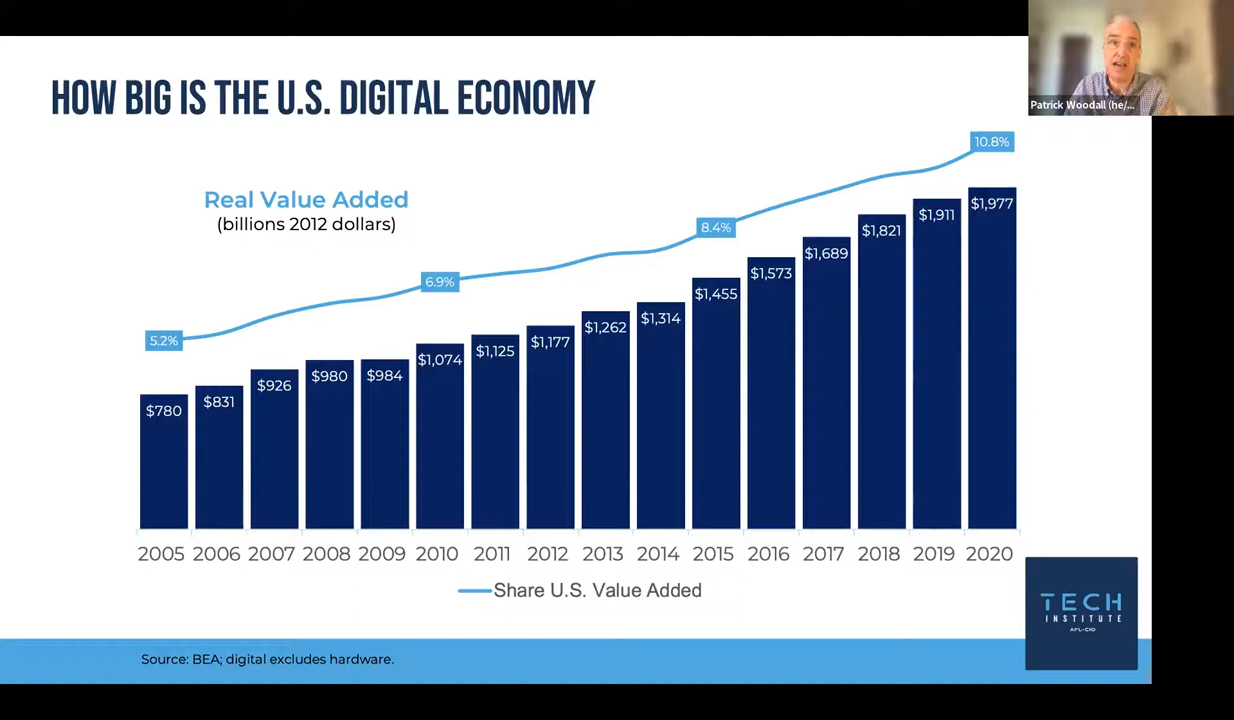 HOW BIG IS THE U.S. DIGITAL ECONOMY
Patrick Woodall (he/...
Real Value Added
(billions 2012 dollars)
5.2%
6.9%
8.4%
10.8%
$780
$831
$926
$980
$984
$1,074
$1,125
$1,177
$1,262
$1,314
$1,455
$1,573
$1,689
$1,821
$1,911
$1,977
2005 2006 2007 2008 2009 2010 2011 2012 2013 2014 2015 2016 2017 2018 2019 2020
Share U.S. Value Added
TECH
INSTITUTE
AFL-CIO
Source: BEA; digital excludes hardware.